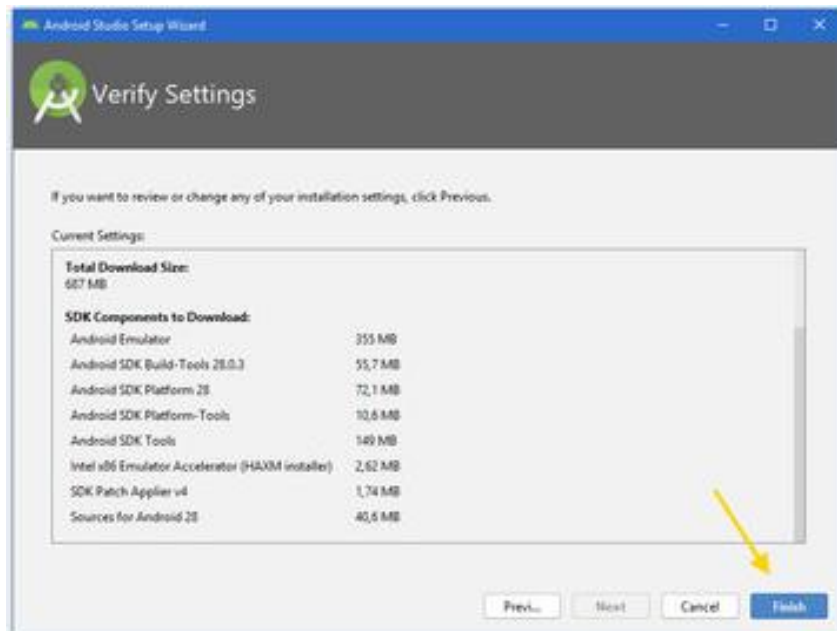 Android Studio Setup Wizard
Verify Settings
If you want to review or change any of your installation settings, click Previous.
Current Settings:
Total Download Size:
687 MB
SDK Components to Download:
Android Emulator 355 MB
Android SDK Build-Tools 28.0.3 55,7 MB
Android SDK Platform 28 72,1 MB
Android SDK Platform-Tools 10,6 MB
Android SDK Tools 149 MB
Intel x86 Emulator Accelerator (HAXM installer) 2,62 MB
SDK Patch Applier v4 1,74 MB
Sources for Android 28 40,6 MB
Previ... Next Cancel Finish